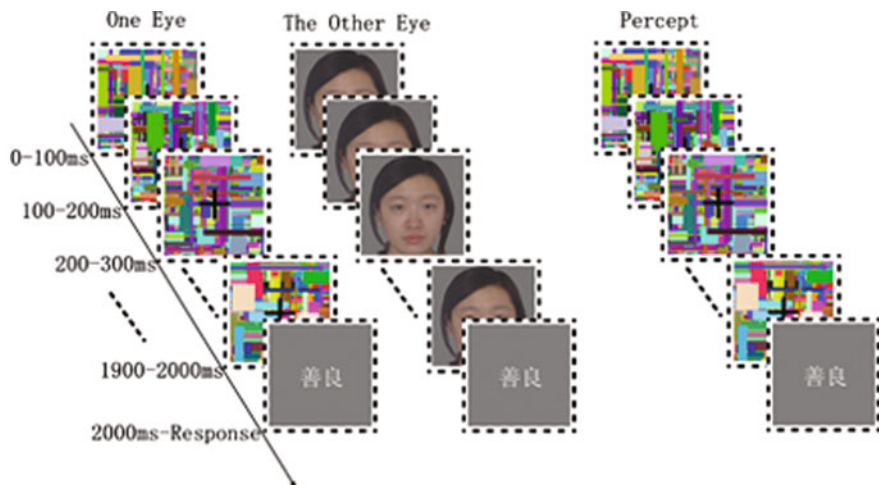 One Eye
The Other Eye
Percept
0-100ms
100-200ms
200-300ms
1900-2000ms
2000ms-Response
善良
善良
善良